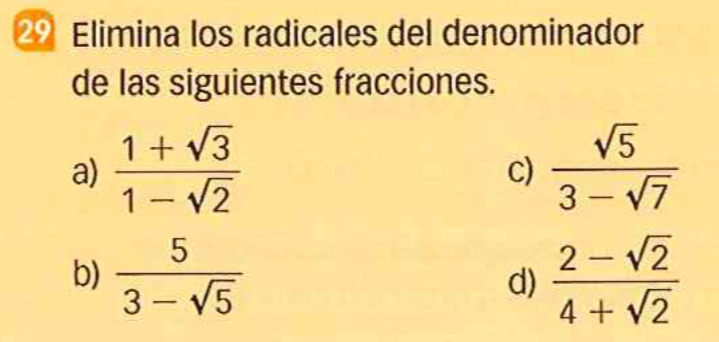 29 Elimina los radicales del denominador
de las siguientes fracciones.
a) (1 + √3)/(1 − √2)
c) √5/(3 − √7)
b) 5/(3 − √5)
d) (2 − √2)/(4 + √2)